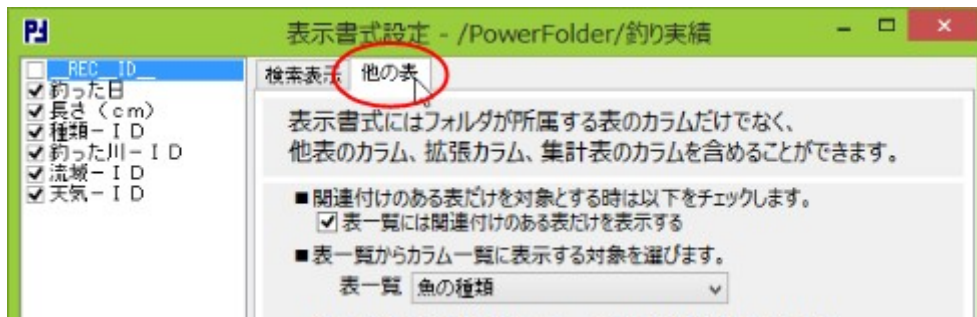 表示書式設定 - /PowerFolder/釣り実績
__REC_ID__
釣った日
長さ（cm）
種類－ＩＤ
釣った川－ＩＤ
流域－ＩＤ
天気－ＩＤ
検索表示 他の表
表示書式にはフォルダが所属する表のカラムだけでなく、
他表のカラム、拡張カラム、集計表のカラムを含めることができます。
■関連付けのある表だけを対象とする時は以下をチェックします。
表一覧には関連付けのある表だけを表示する
■表一覧からカラム一覧に表示する対象を選びます。
表一覧 魚の種類